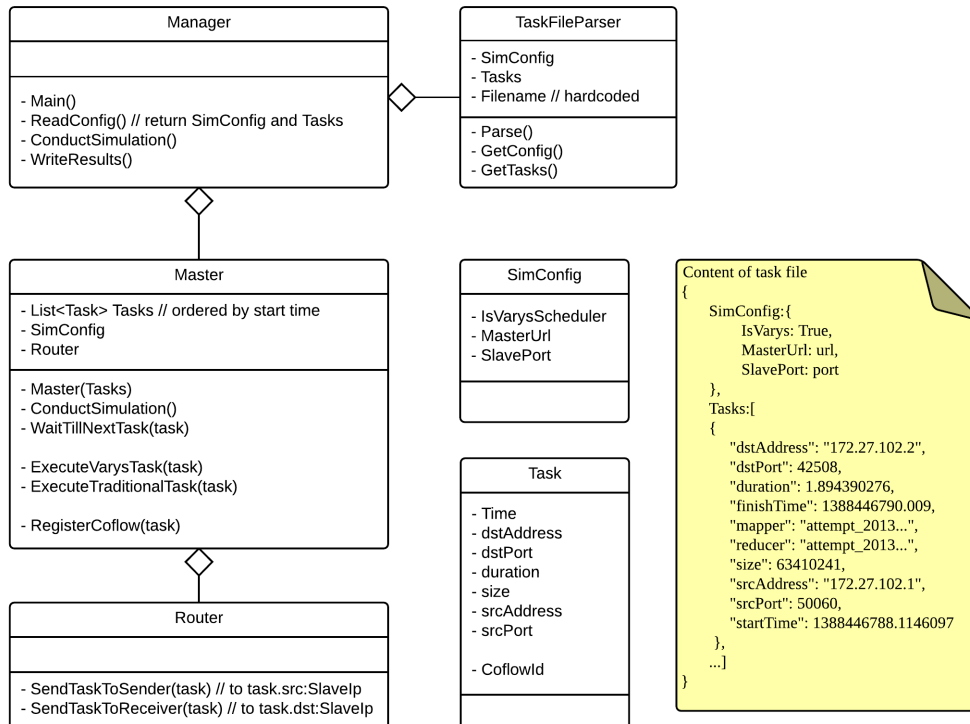 Manager
- Main()
- ReadConfig() // return SimConfig and Tasks
- ConductSimulation()
- WriteResults()
TaskFileParser
- SimConfig
- Tasks
- Filename // hardcoded
- Parse()
- GetConfig()
- GetTasks()
Master
- List<Task> Tasks // ordered by start time
- SimConfig
- Router
- Master(Tasks)
- ConductSimulation()
- WaitTillNextTask(task)
- ExecuteVarysTask(task)
- ExecuteTraditionalTask(task)
- RegisterCoflow(task)
SimConfig
- IsVarysScheduler
- MasterUrl
- SlavePort
Task
- Time
- dstAddress
- dstPort
- duration
- size
- srcAddress
- srcPort
- CoflowId
Router
- SendTaskToSender(task) // to task.src:SlaveIp
- SendTaskToReceiver(task) // to task.dst:SlaveIp
Content of task file
{
SimConfig:{
IsVarys: True,
MasterUrl: url,
SlavePort: port
},
Tasks:[
{
"dstAddress": "172.27.102.2",
"dstPort": 42508,
"duration": 1.894390276,
"finishTime": 1388446790.009,
"mapper": "attempt_2013...",
"reducer": "attempt_2013...",
"size": 63410241,
"srcAddress": "172.27.102.1",
"srcPort": 50060,
"startTime": 1388446788.1146097
},
...]
}